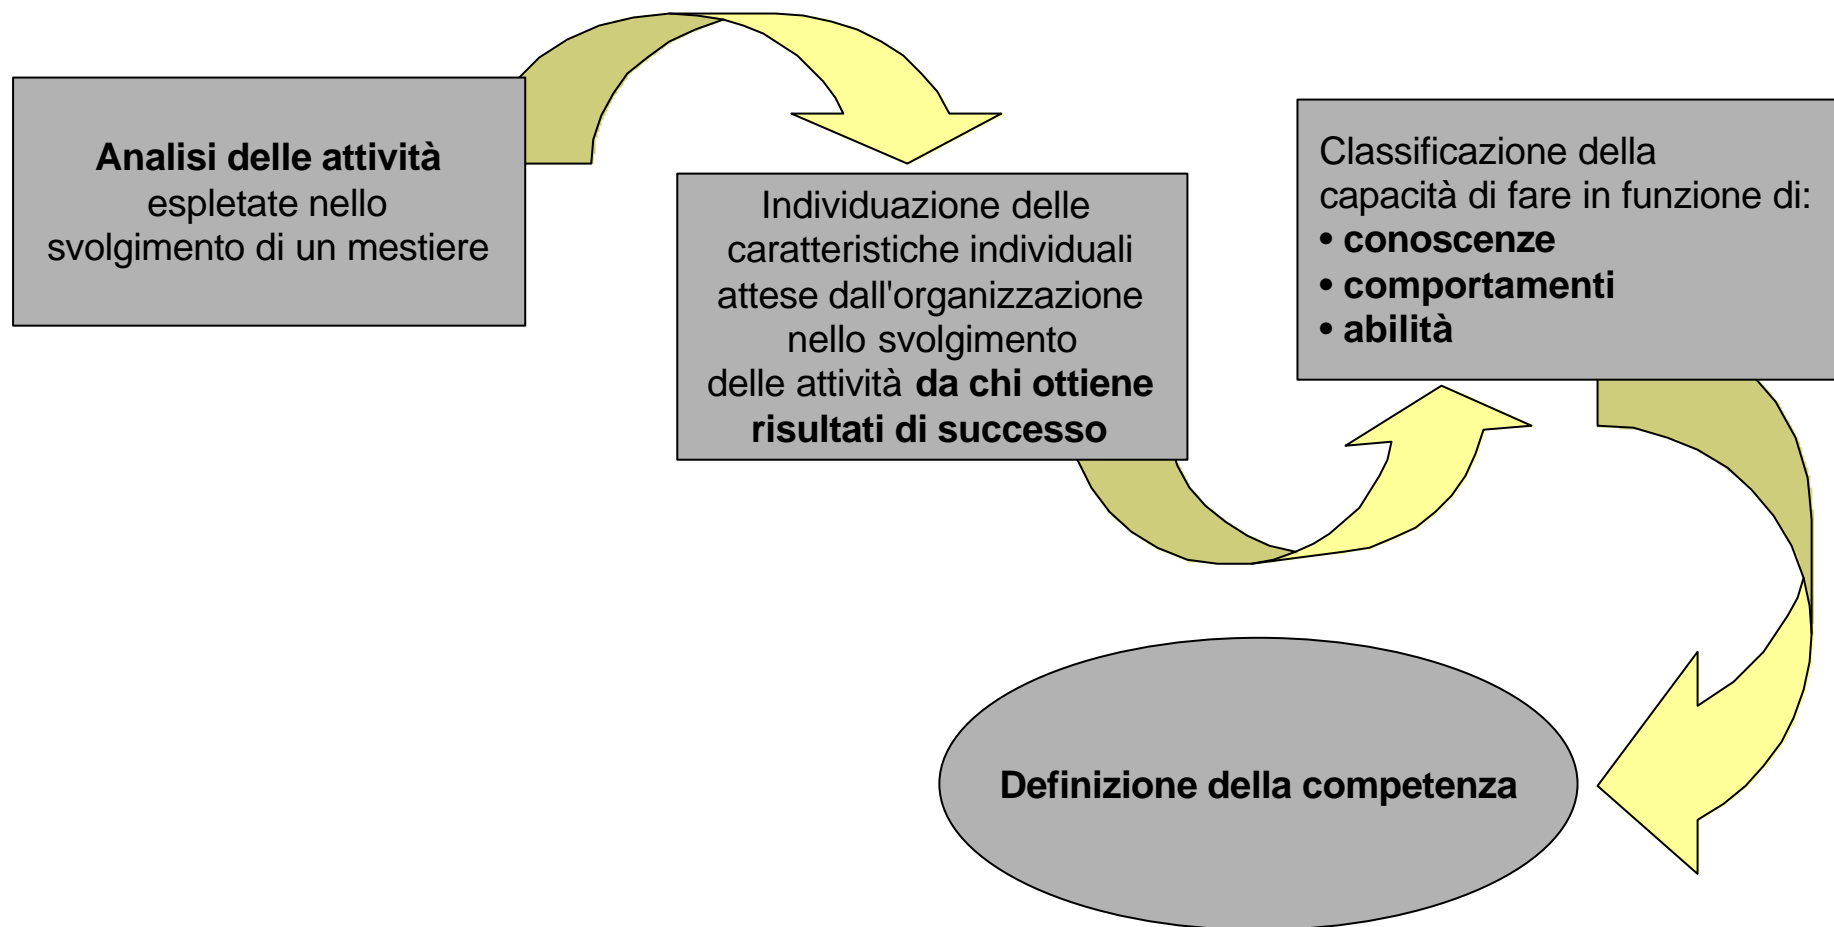 Analisi delle attività
espletate nello
svolgimento di un mestiere
Individuazione delle
caratteristiche individuali
attese dall'organizzazione
nello svolgimento
delle attività da chi ottiene
risultati di successo
Classificazione della
capacità di fare in funzione di:
• conoscenze
• comportamenti
• abilità
Definizione della competenza